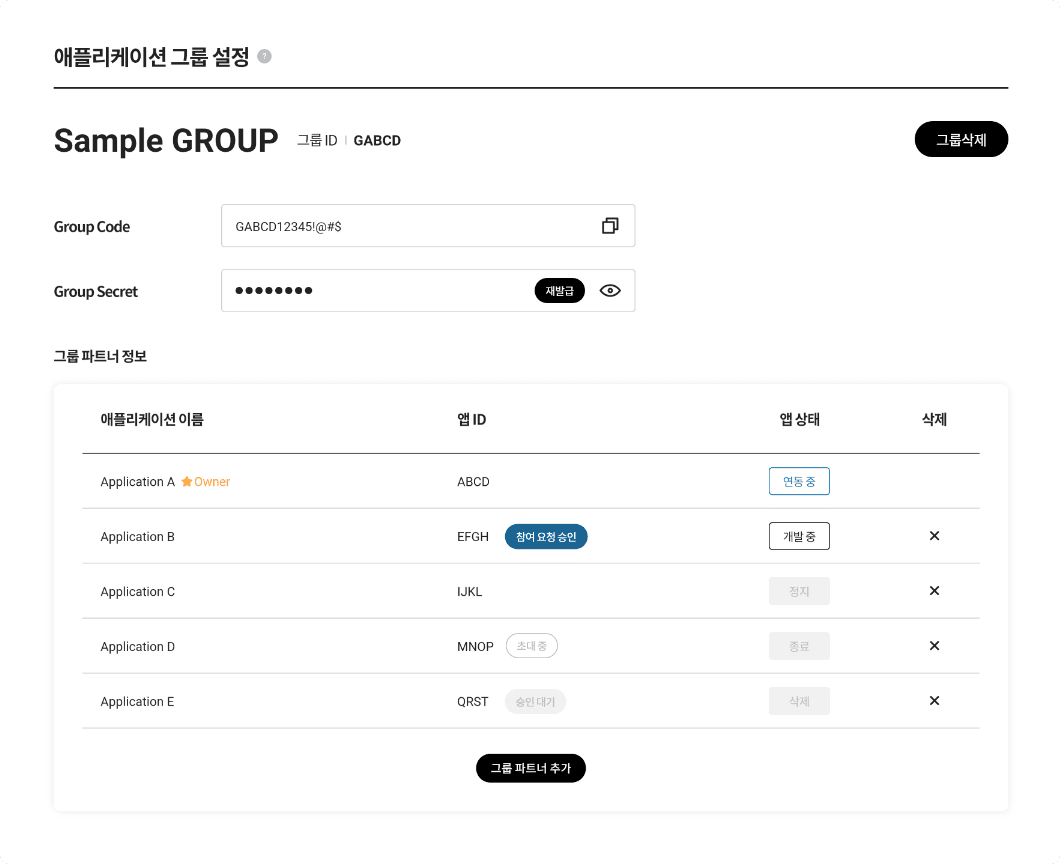 애플리케이션 그룹 설정 ?
Sample GROUP 그룹 ID | GABCD 그룹삭제
Group Code GABCD12345!@#$
Group Secret ●●●●●●●● 재발급
그룹 파트너 정보
애플리케이션 이름 앱 ID 앱 상태 삭제
Application A ★Owner ABCD 연동 중
Application B EFGH 참여 요청 승인 개발 중 ✕
Application C IJKL 정지 ✕
Application D MNOP 초대 중 종료 ✕
Application E QRST 승인 대기 삭제 ✕
그룹 파트너 추가